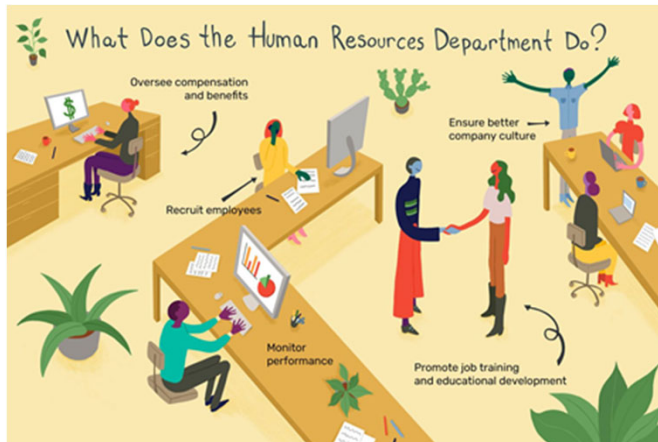 What Does the Human Resources Department Do?
Oversee compensation
and benefits
Ensure better
company culture
Recruit employees
Monitor
performance
Promote job training
and educational development
$